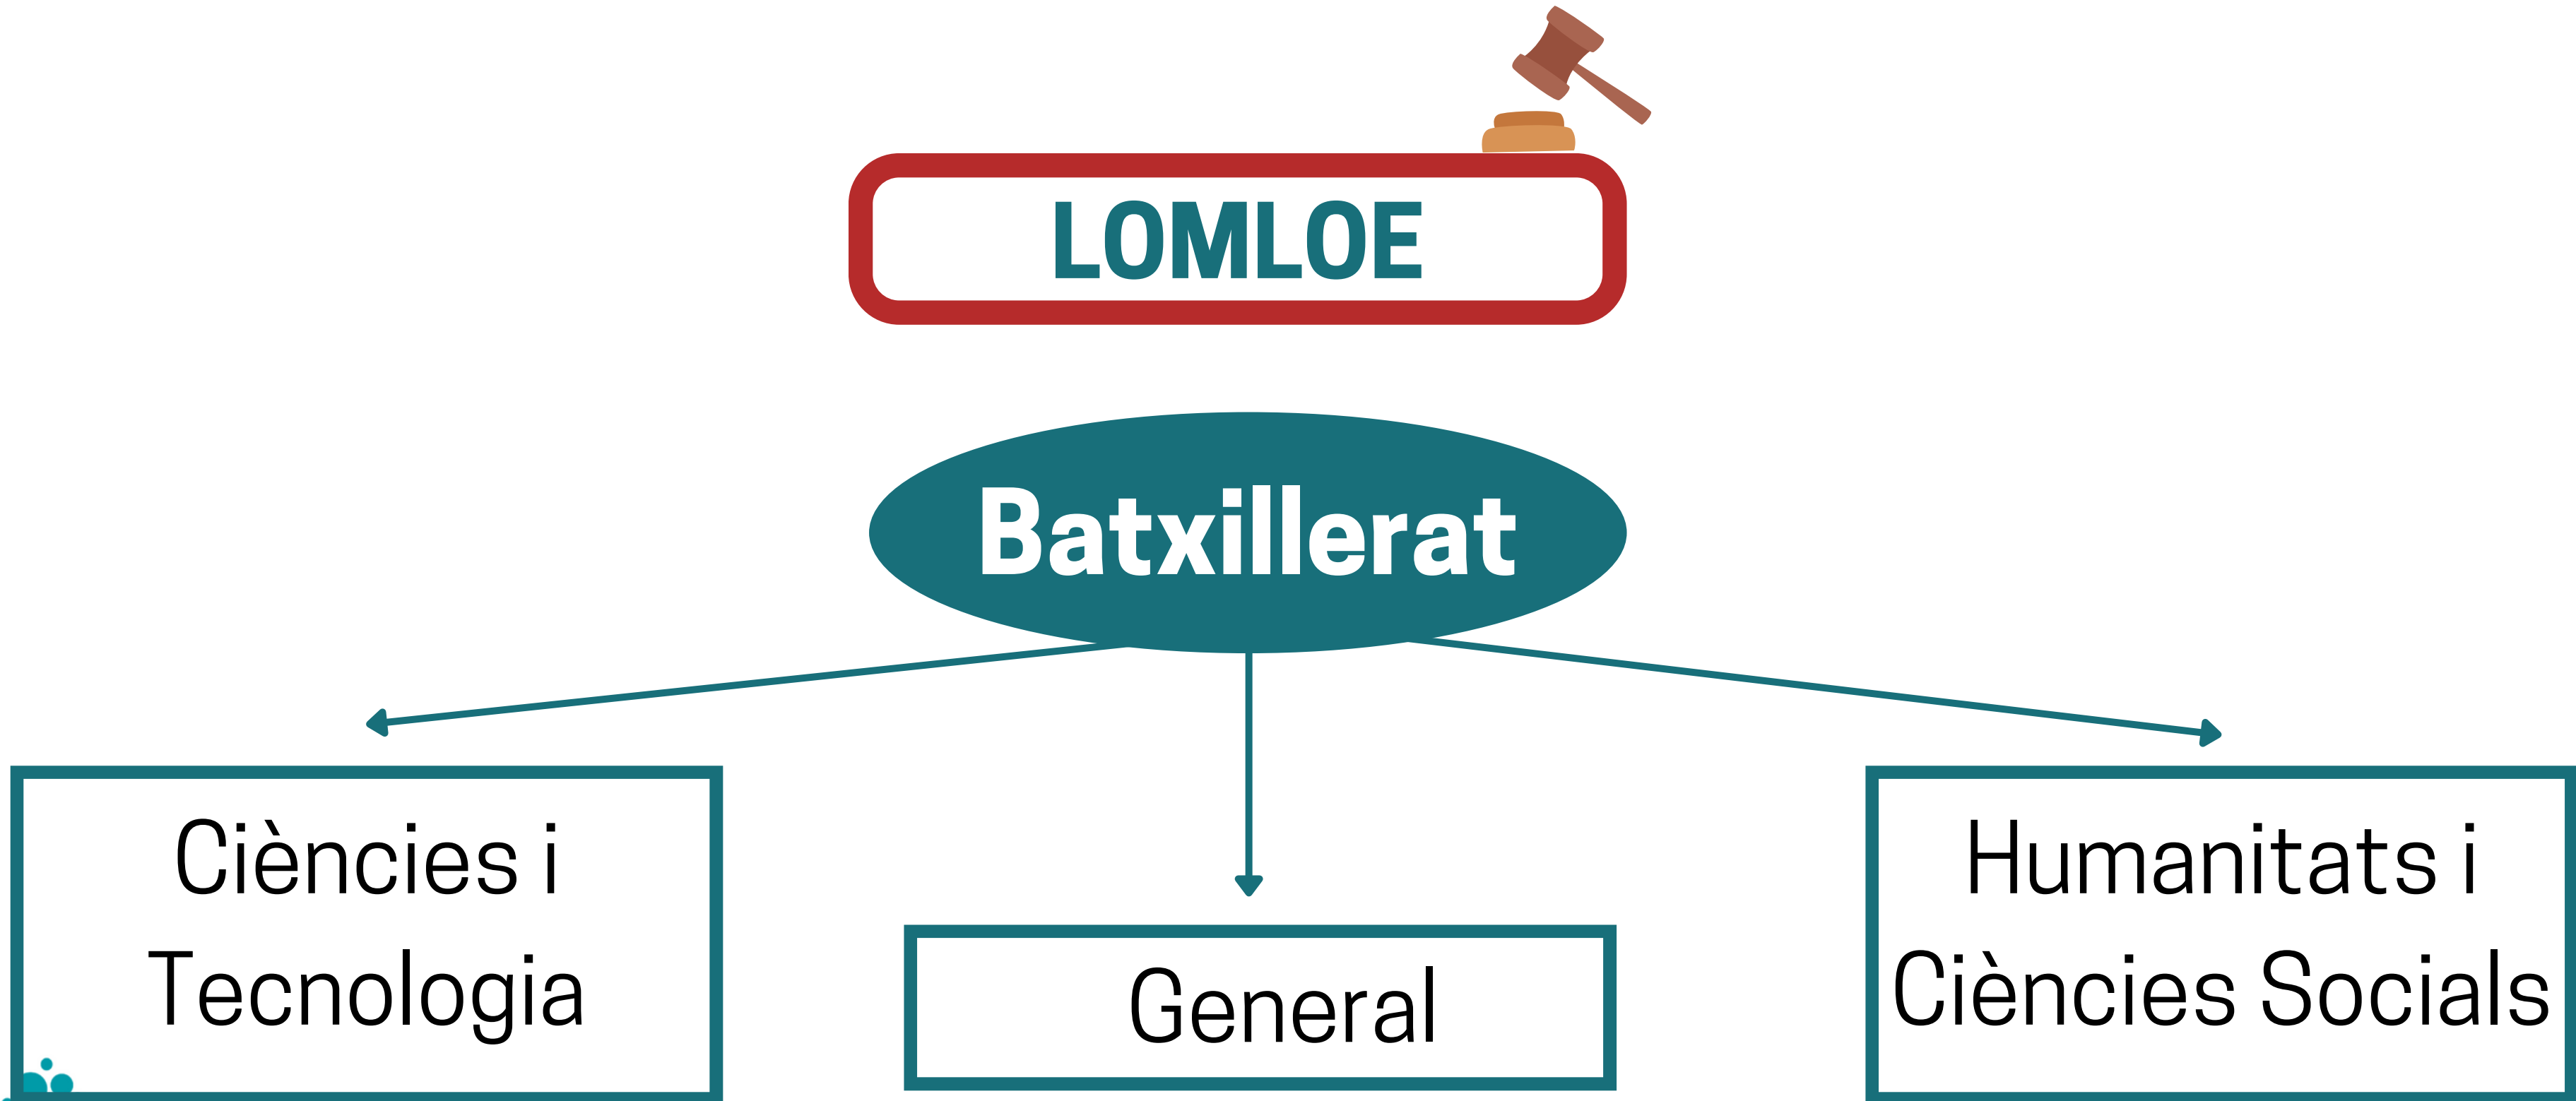 LOMLOE
Batxillerat
Ciències i
Tecnologia
General
Humanitats i
Ciències Socials